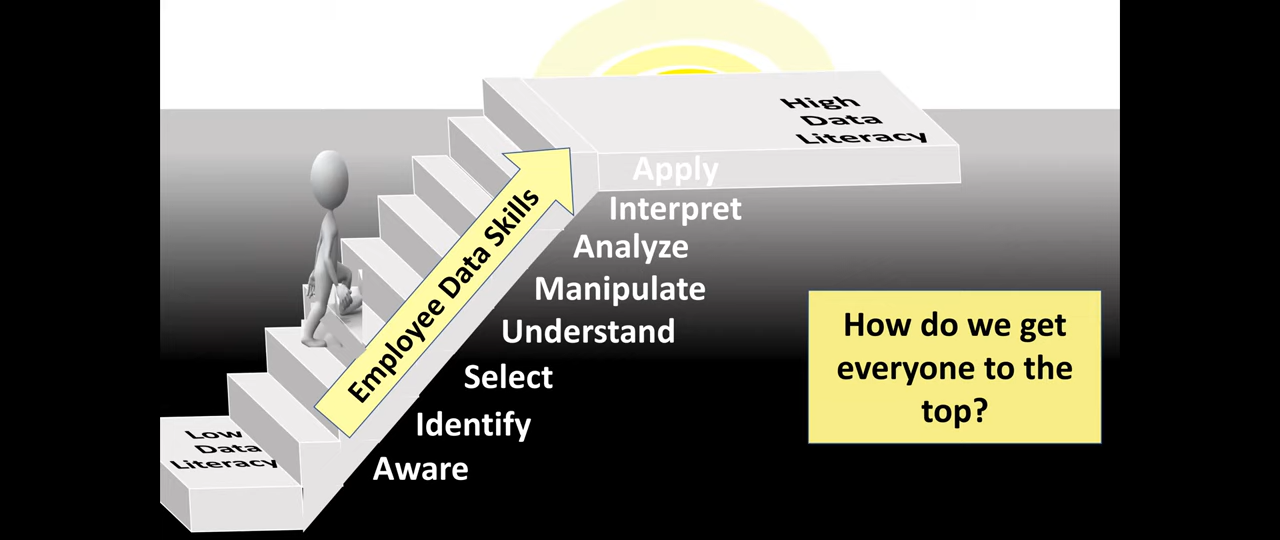 High
Data
Literacy
Apply
Interpret
Analyze
Manipulate
Understand
Select
Identify
Aware
Employee Data Skills
Low
Data
Literacy
How do we get
everyone to the
top?